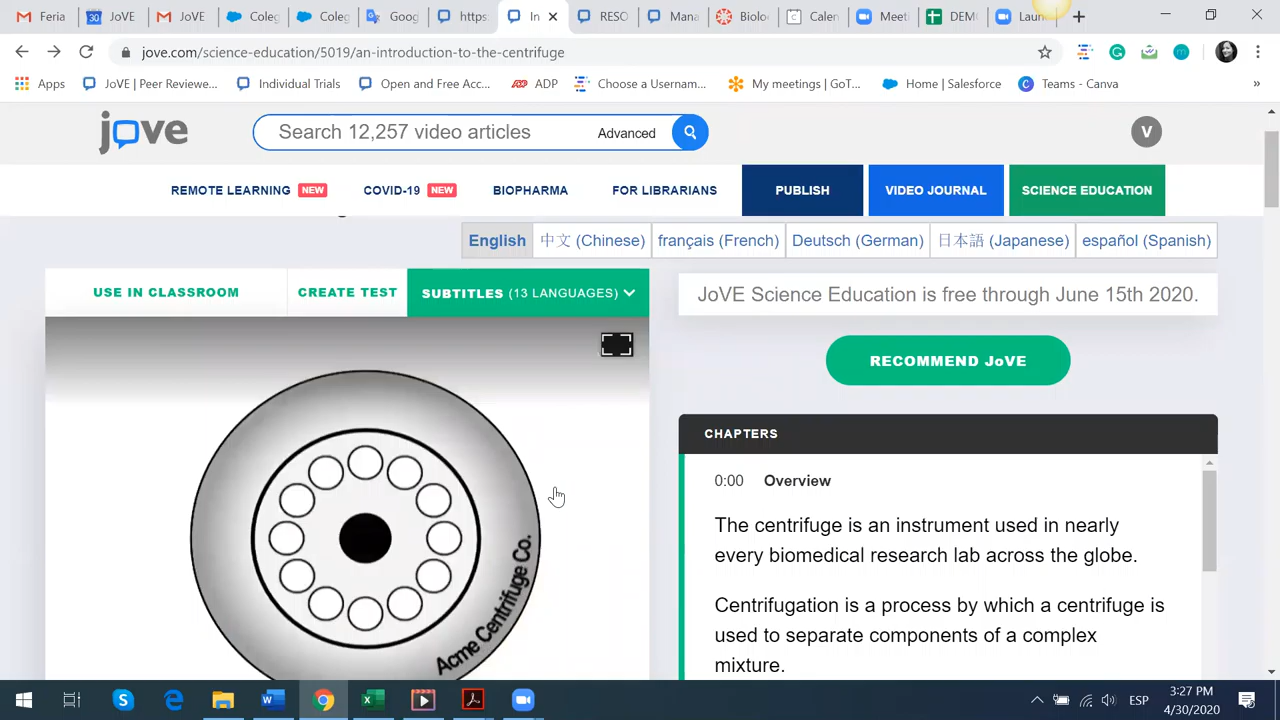 Feria
JoVE
Coleg
Coleg
Goog
https:
In
RESO
Mana
Biolo
Calen
Meet
DEM
Laun
jove.com/science-education/5019/an-introduction-to-the-centrifuge
Apps
JoVE | Peer Reviewe...
Individual Trials
Open and Free Acc...
ADP
Choose a Usernam...
My meetings | GoT...
Home | Salesforce
Teams - Canva
»
jove
Search 12,257 video articles
Advanced
V
REMOTE LEARNING NEW
COVID-19 NEW
BIOPHARMA
FOR LIBRARIANS
PUBLISH
VIDEO JOURNAL
SCIENCE EDUCATION
English
中文 (Chinese)
français (French)
Deutsch (German)
日本語 (Japanese)
español (Spanish)
USE IN CLASSROOM
CREATE TEST
SUBTITLES (13 LANGUAGES)
JoVE Science Education is free through June 15th 2020.
RECOMMEND JoVE
Acme Centrifuge Co.
CHAPTERS
0:00 Overview
The centrifuge is an instrument used in nearly
every biomedical research lab across the globe.
Centrifugation is a process by which a centrifuge is
used to separate components of a complex
mixture.
ESP
3:27 PM
4/30/2020